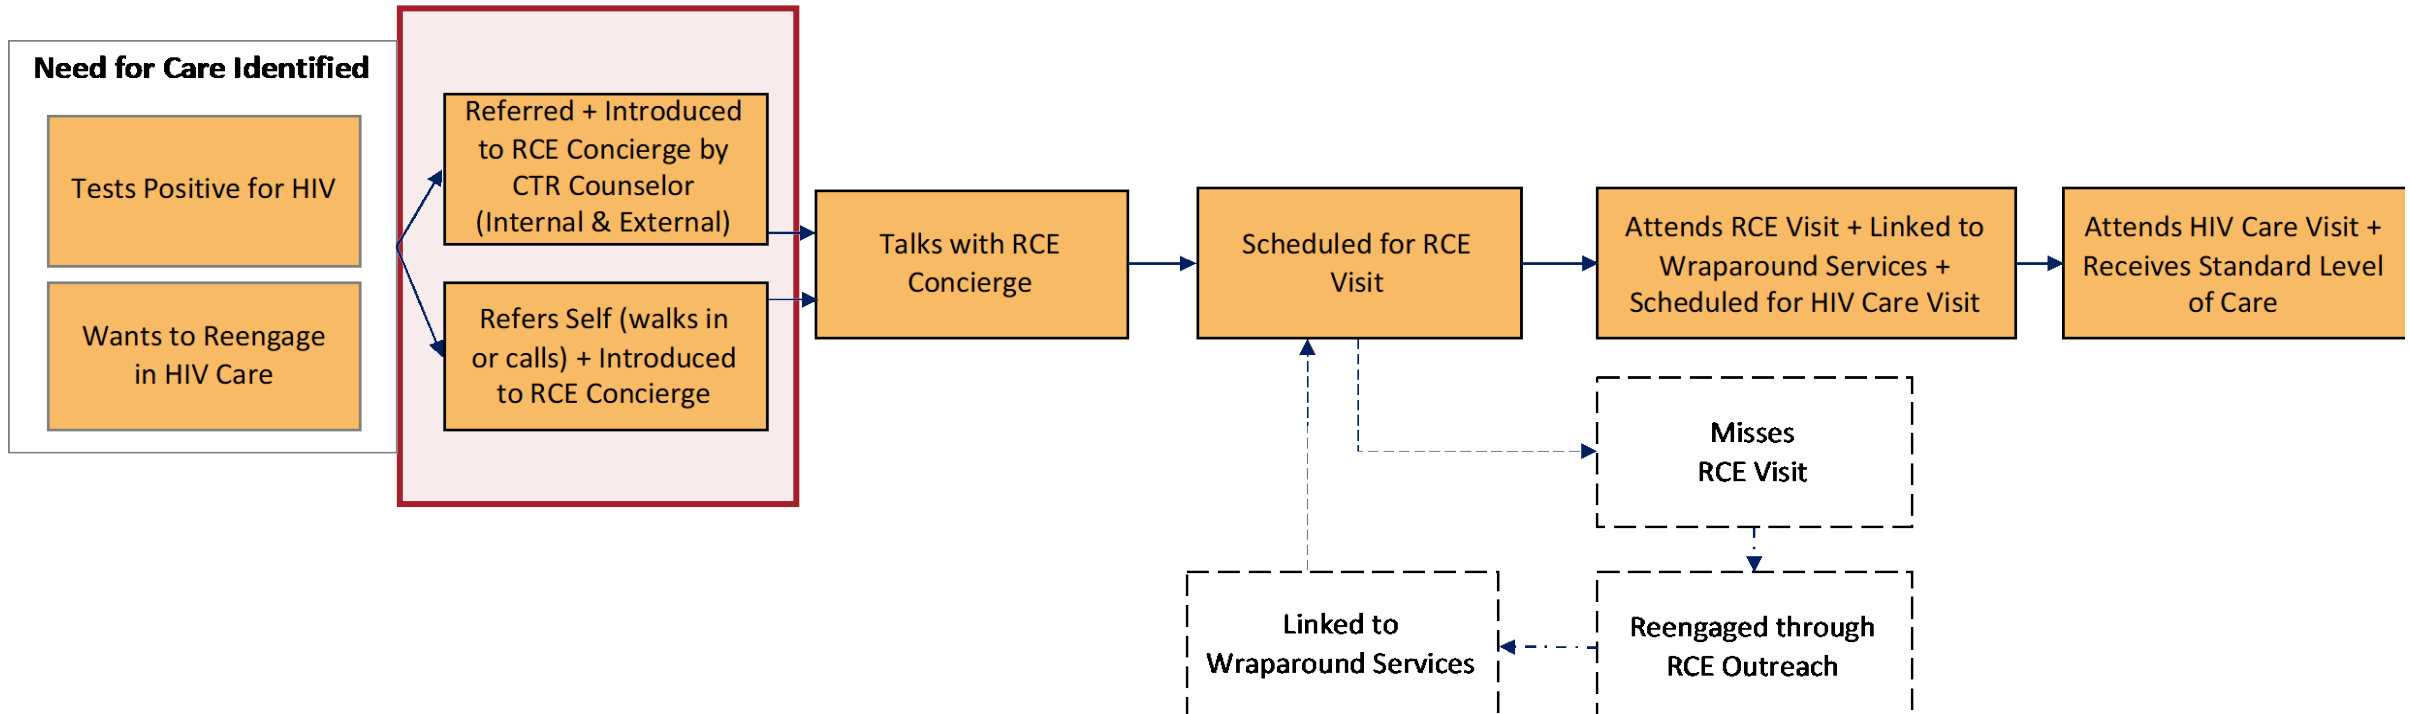 Need for Care Identified
Tests Positive for HIV
Wants to Reengage
in HIV Care
Referred + Introduced
to RCE Concierge by
CTR Counselor
(Internal & External)
Refers Self (walks in
or calls) + Introduced
to RCE Concierge
Talks with RCE
Concierge
Scheduled for RCE
Visit
Attends RCE Visit + Linked to
Wraparound Services +
Scheduled for HIV Care Visit
Attends HIV Care Visit +
Receives Standard Level
of Care
Misses
RCE Visit
Reengaged through
RCE Outreach
Linked to
Wraparound Services